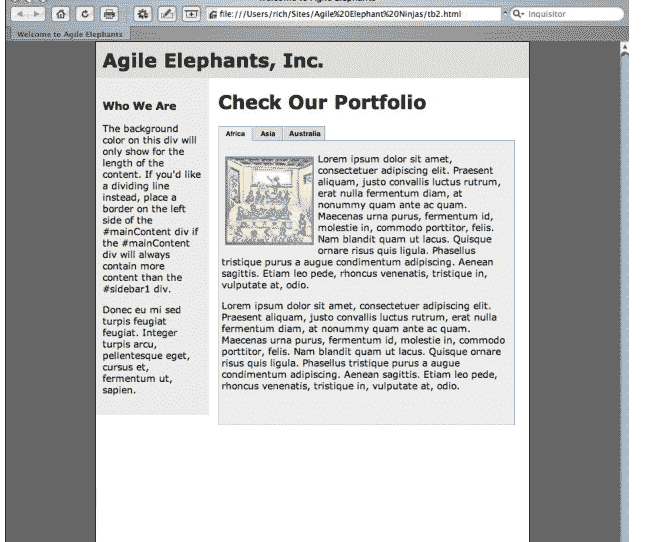 Welcome to Agile Elephants
file:///Users/rich/Sites/Agile%20Elephant%20Ninjas/tb2.html
Inquisitor
Welcome to Agile Elephants
Agile Elephants, Inc.
Who We Are
The background
color on this div will
only show for the
length of the
content. If you'd like
a dividing line
instead, place a
border on the left
side of the
#mainContent div if
the #mainContent
div will always
contain more
content than the
#sidebar1 div.
Donec eu mi sed
turpis feugiat
feugiat. Integer
turpis arcu,
pellentesque eget,
cursus et,
fermentum ut,
sapien.
Check Our Portfolio
Africa Asia Australia
Lorem ipsum dolor sit amet,
consectetuer adipiscing elit. Praesent
aliquam, justo convallis luctus rutrum,
erat nulla fermentum diam, at
nonummy quam ante ac quam.
Maecenas urna purus, fermentum id,
molestie in, commodo porttitor, felis.
Nam blandit quam ut lacus. Quisque
ornare risus quis ligula. Phasellus
tristique purus a augue condimentum adipiscing. Aenean
sagittis. Etiam leo pede, rhoncus venenatis, tristique in,
vulputate at, odio.
Lorem ipsum dolor sit amet, consectetuer adipiscing elit.
Praesent aliquam, justo convallis luctus rutrum, erat nulla
fermentum diam, at nonummy quam ante ac quam.
Maecenas urna purus, fermentum id, molestie in, commodo
porttitor, felis. Nam blandit quam ut lacus. Quisque ornare
risus quis ligula. Phasellus tristique purus a augue
condimentum adipiscing. Aenean sagittis. Etiam leo pede,
rhoncus venenatis, tristique in, vulputate at, odio.